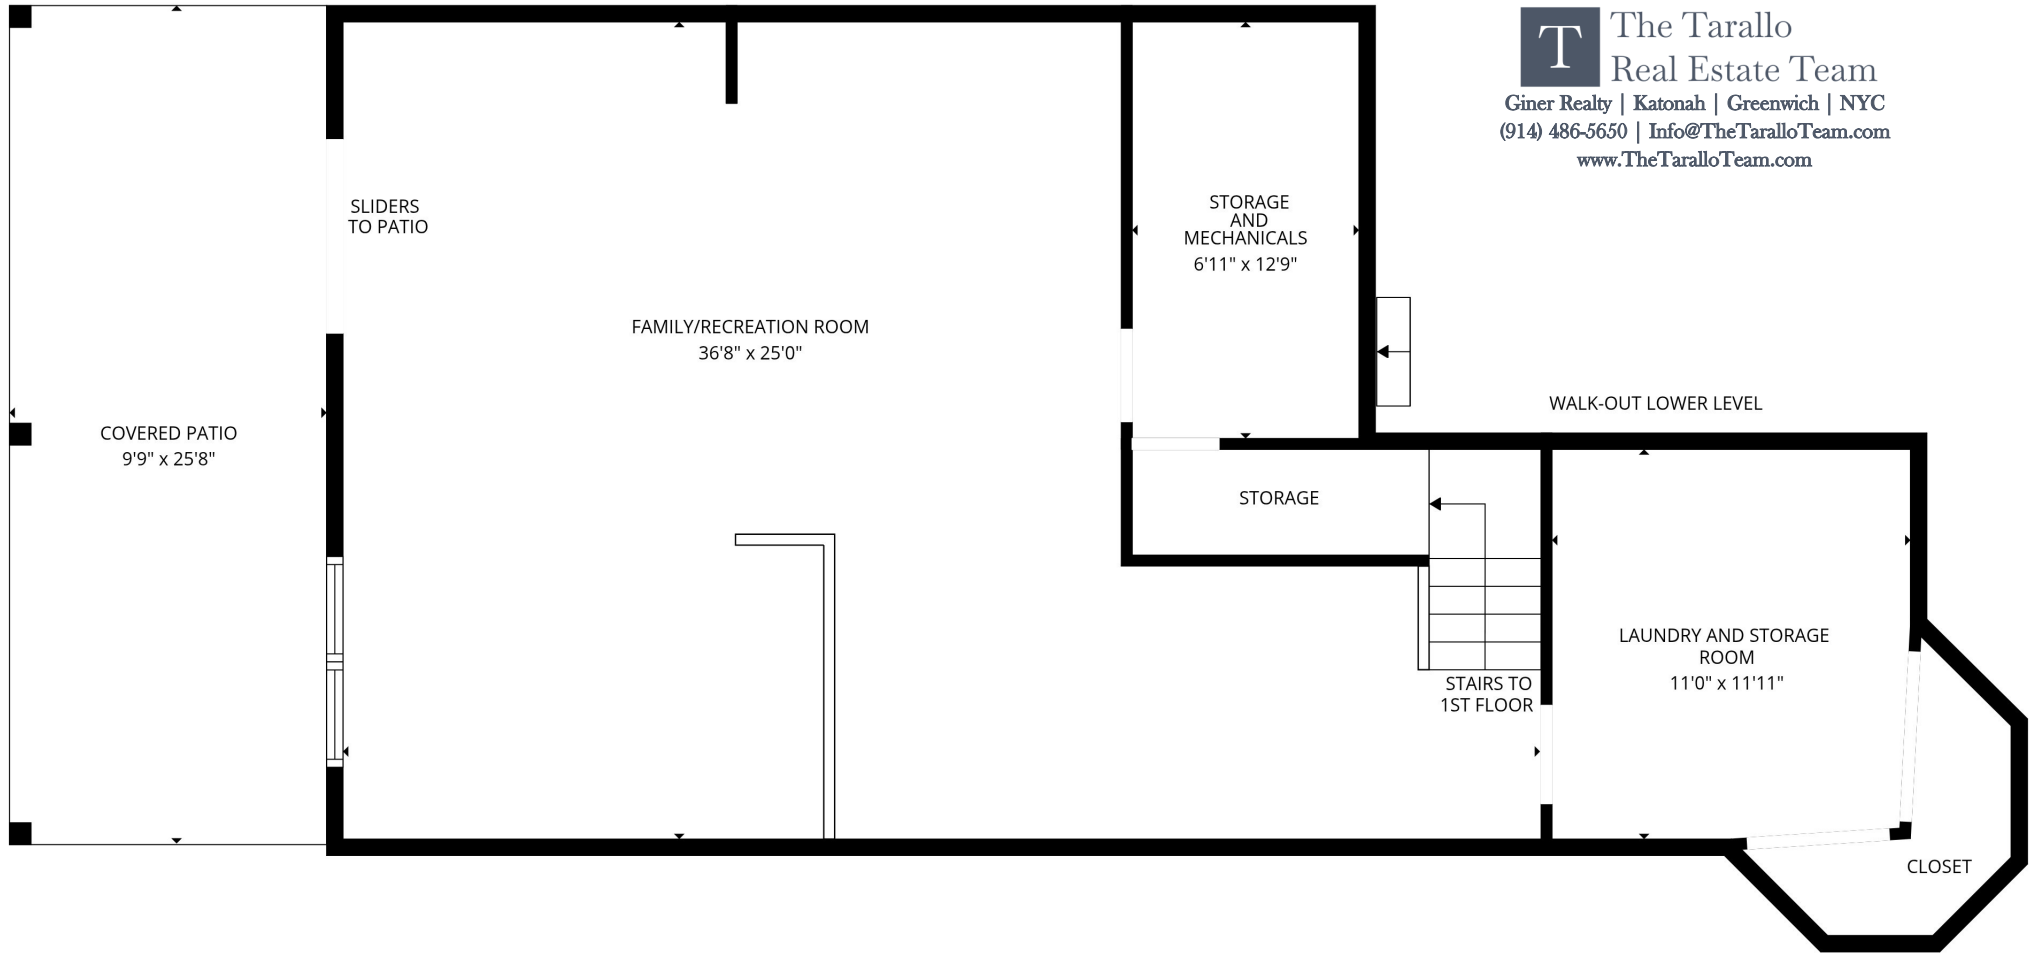 T
The Tarallo
Real Estate Team
Giner Realty | Katonah | Greenwich | NYC
(914) 486-5650 | Info@TheTaralloTeam.com
www.TheTaralloTeam.com
SLIDERS
TO PATIO
STORAGE
AND
MECHANICALS
6'11" x 12'9"
FAMILY/RECREATION ROOM
36'8" x 25'0"
WALK-OUT LOWER LEVEL
COVERED PATIO
9'9" x 25'8"
STORAGE
LAUNDRY AND STORAGE
ROOM
11'0" x 11'11"
STAIRS TO
1ST FLOOR
CLOSET